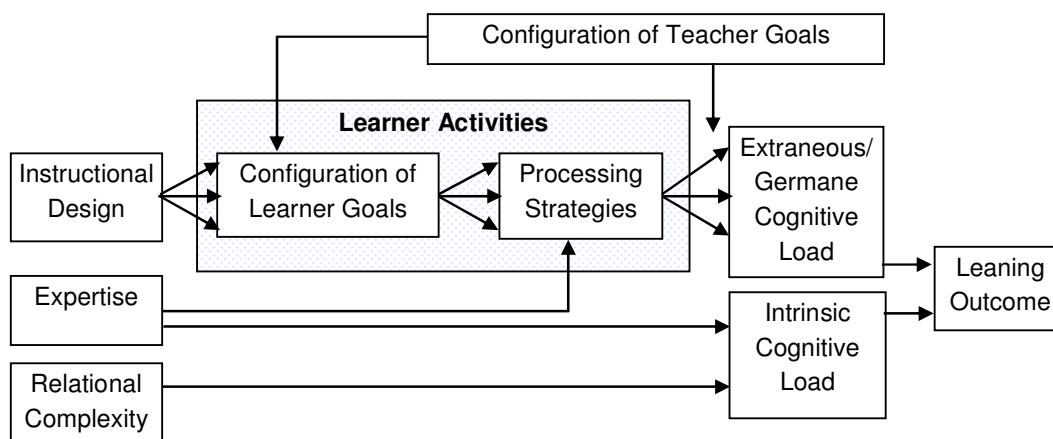 Configuration of Teacher Goals
Learner Activities
Instructional
Design
Configuration of
Learner Goals
Processing
Strategies
Extraneous/
Germane
Cognitive
Load
Expertise
Intrinsic
Cognitive
Load
Leaning
Outcome
Relational
Complexity